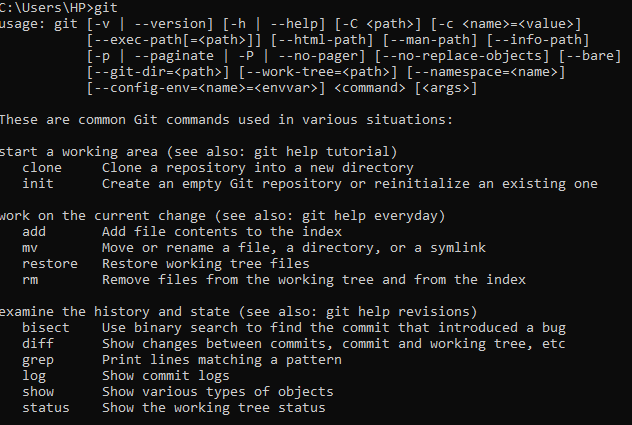 C:\Users\HP>git
usage: git [-v | --version] [-h | --help] [-C <path>] [-c <name>=<value>]
           [--exec-path[=<path>]] [--html-path] [--man-path] [--info-path]
           [-p | --paginate | -P | --no-pager] [--no-replace-objects] [--bare]
           [--git-dir=<path>] [--work-tree=<path>] [--namespace=<name>]
           [--config-env=<name>=<envvar>] <command> [<args>]

These are common Git commands used in various situations:

start a working area (see also: git help tutorial)
   clone     Clone a repository into a new directory
   init      Create an empty Git repository or reinitialize an existing one

work on the current change (see also: git help everyday)
   add       Add file contents to the index
   mv        Move or rename a file, a directory, or a symlink
   restore   Restore working tree files
   rm        Remove files from the working tree and from the index

examine the history and state (see also: git help revisions)
   bisect    Use binary search to find the commit that introduced a bug
   diff      Show changes between commits, commit and working tree, etc
   grep      Print lines matching a pattern
   log       Show commit logs
   show      Show various types of objects
   status    Show the working tree status